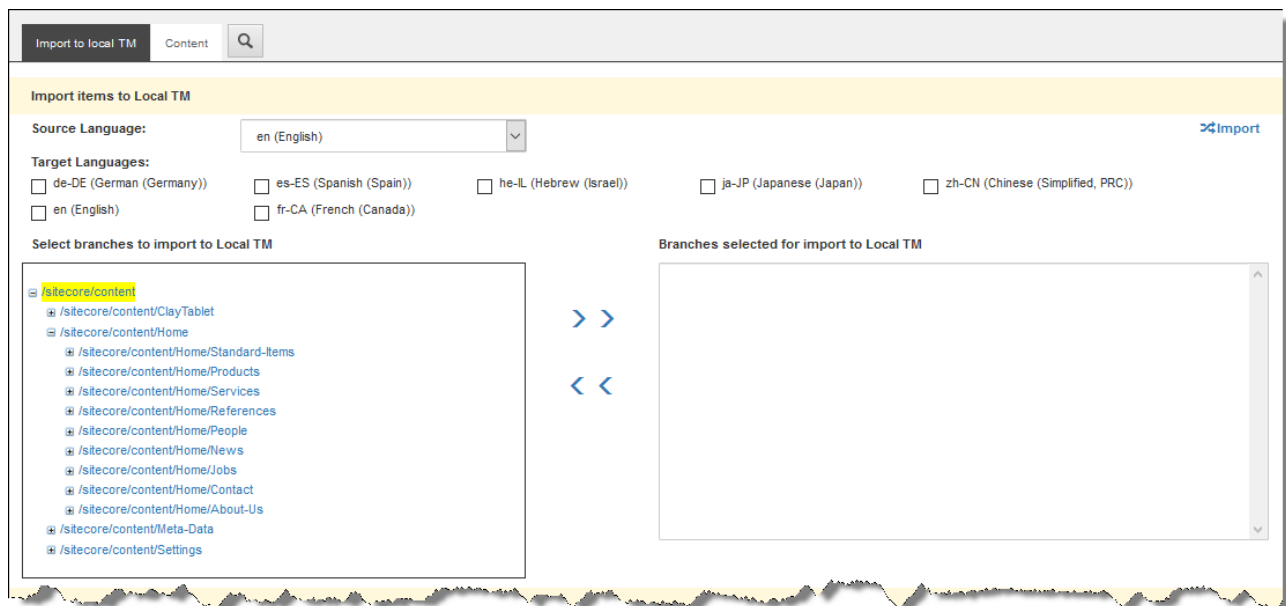 Import to local TM Content
Import items to Local TM
Source Language: en (English) Import
Target Languages:
de-DE (German (Germany)) es-ES (Spanish (Spain)) he-IL (Hebrew (Israel)) ja-JP (Japanese (Japan)) zh-CN (Chinese (Simplified, PRC))
en (English) fr-CA (French (Canada))
Select branches to import to Local TM Branches selected for import to Local TM
/sitecore/content
/sitecore/content/ClayTablet
/sitecore/content/Home
/sitecore/content/Home/Standard-Items
/sitecore/content/Home/Products
/sitecore/content/Home/Services
/sitecore/content/Home/References
/sitecore/content/Home/People
/sitecore/content/Home/News
/sitecore/content/Home/Jobs
/sitecore/content/Home/Contact
/sitecore/content/Home/About-Us
/sitecore/content/Meta-Data
/sitecore/content/Settings